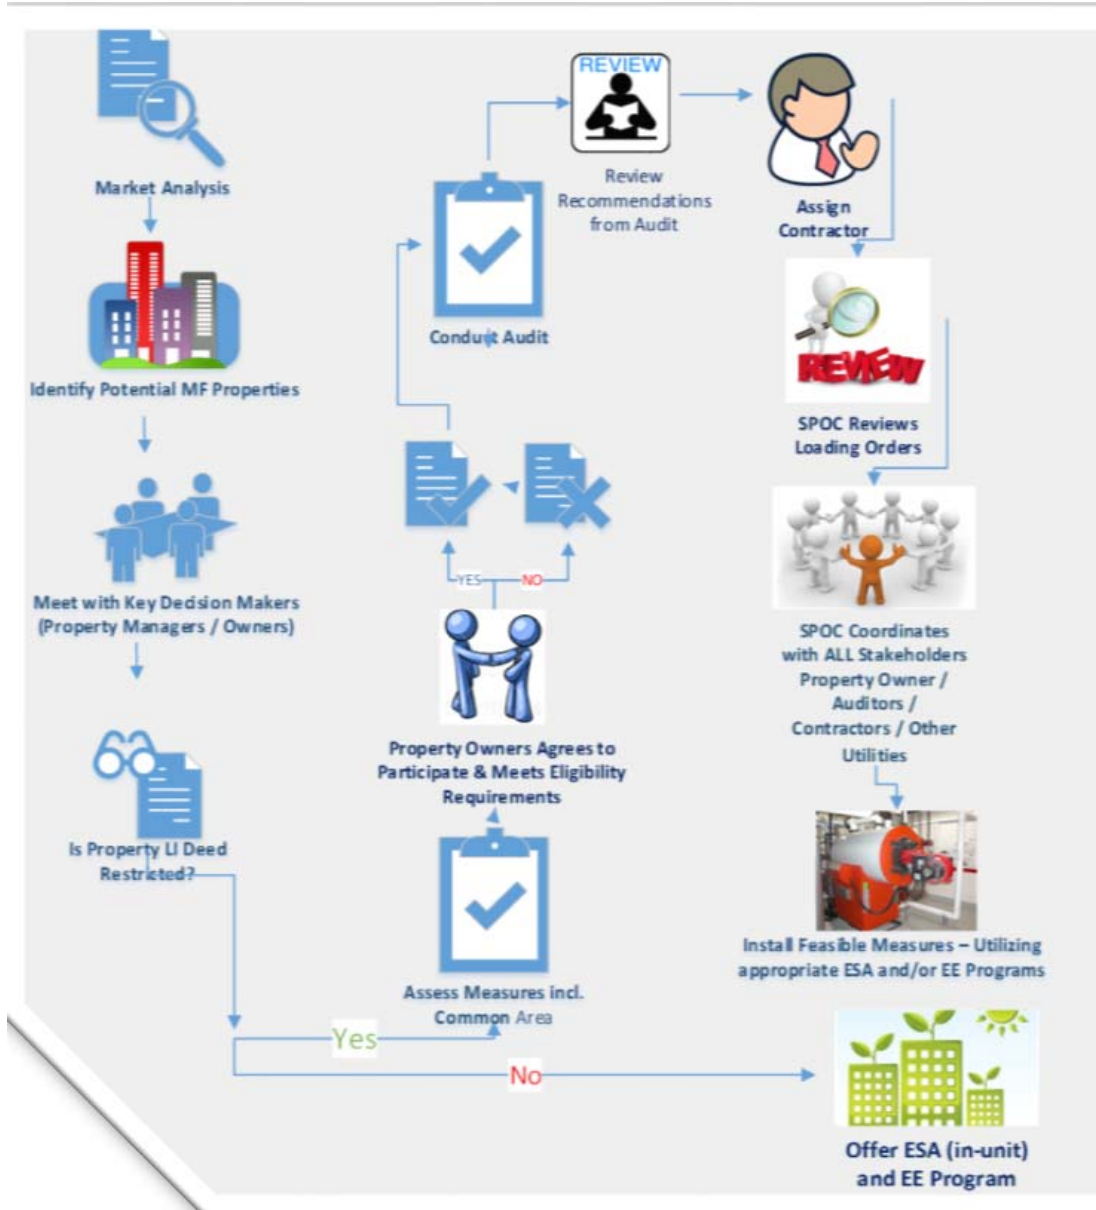 Market Analysis
Identify Potential MF Properties
Meet with Key Decision Makers
(Property Managers / Owners)
Is Property LI Deed
Restricted?
Yes
No
Assess Measures incl.
Common Area
Property Owners Agrees to
Participate & Meets Eligibility
Requirements
YES
NO
Conduct Audit
REVIEW
Review
Recommendations
from Audit
Assign
Contractor
REVIEW
SPOC Reviews
Loading Orders
SPOC Coordinates
with ALL Stakeholders
Property Owner /
Auditors /
Contractors / Other
Utilities
Install Feasible Measures – Utilizing
appropriate ESA and/or EE Programs
Offer ESA (in-unit)
and EE Program